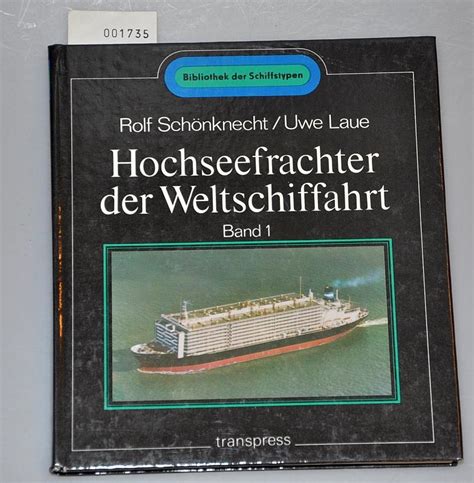 001735
Bibliothek der Schiffstypen
Rolf Schönknecht/Uwe Laue
Hochseefrachter
der Weltschiffahrt
Band 1
transpress